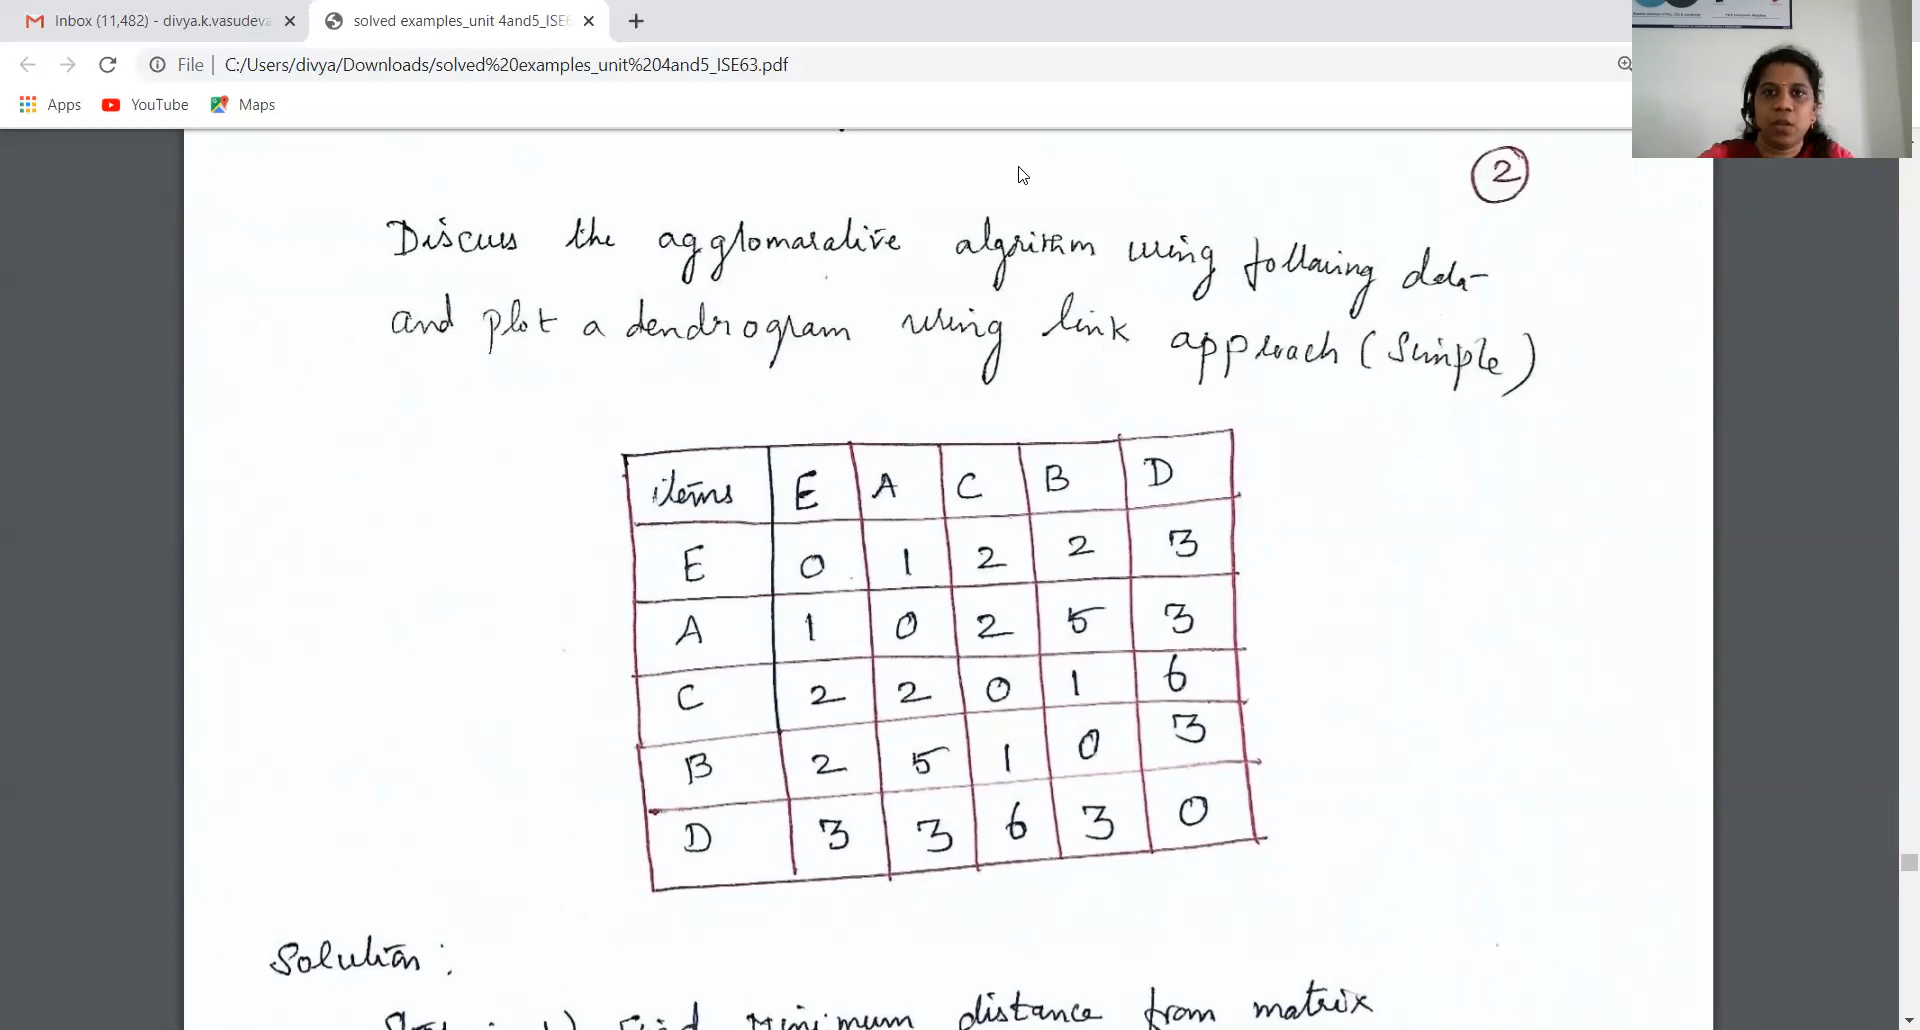 Inbox (11,482) - divya.k.vasudeva
solved examples_unit 4and5_ISE6
File | C:/Users/divya/Downloads/solved%20examples_unit%204and5_ISE63.pdf
Apps YouTube Maps
2
Discuss the agglomarative algorithm using following data
and plot a dendrogram using link approach (Simple)
items E A C B D
E 0 1 2 2 3
A 1 0 2 5 3
C 2 2 0 1 6
B 2 5 1 0 3
D 3 3 6 3 0
Solution:
minimum distance from matrix